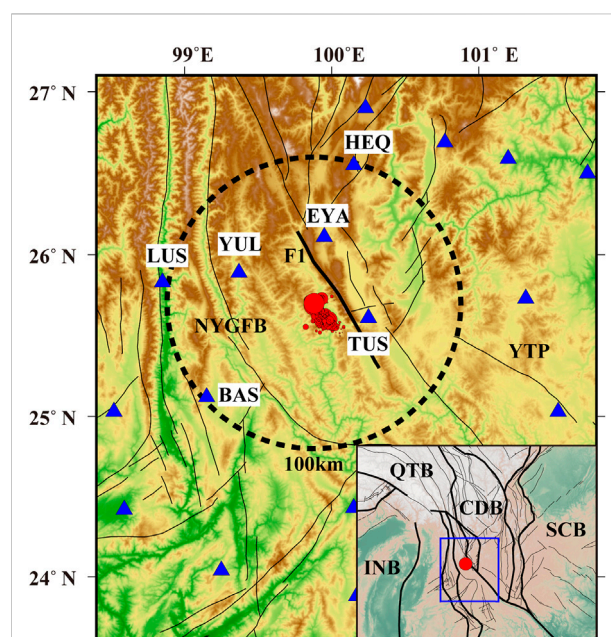 99°E 100°E 101° E
27° N
HEQ
EYA
26° N
F1
LUS YUL
NYGFB
TUS
YTP
BAS
25° N
100km
QTB
CDB
SCB
INB
24° N